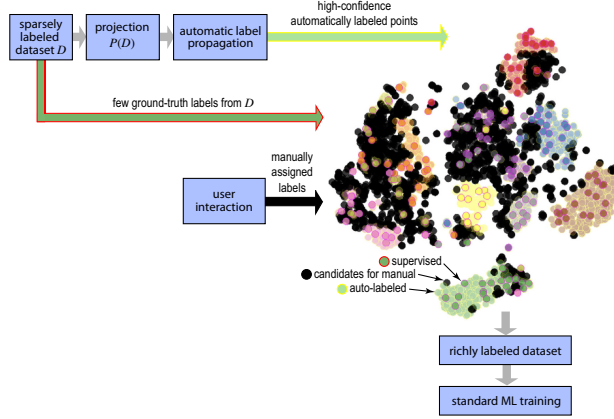 sparsely
labeled
dataset D
projection
P(D)
automatic label
propagation
high-confidence
automatically labeled points
few ground-truth labels from D
manually
assigned
labels
user
interaction
supervised
candidates for manual
auto-labeled
richly labeled dataset
standard ML training